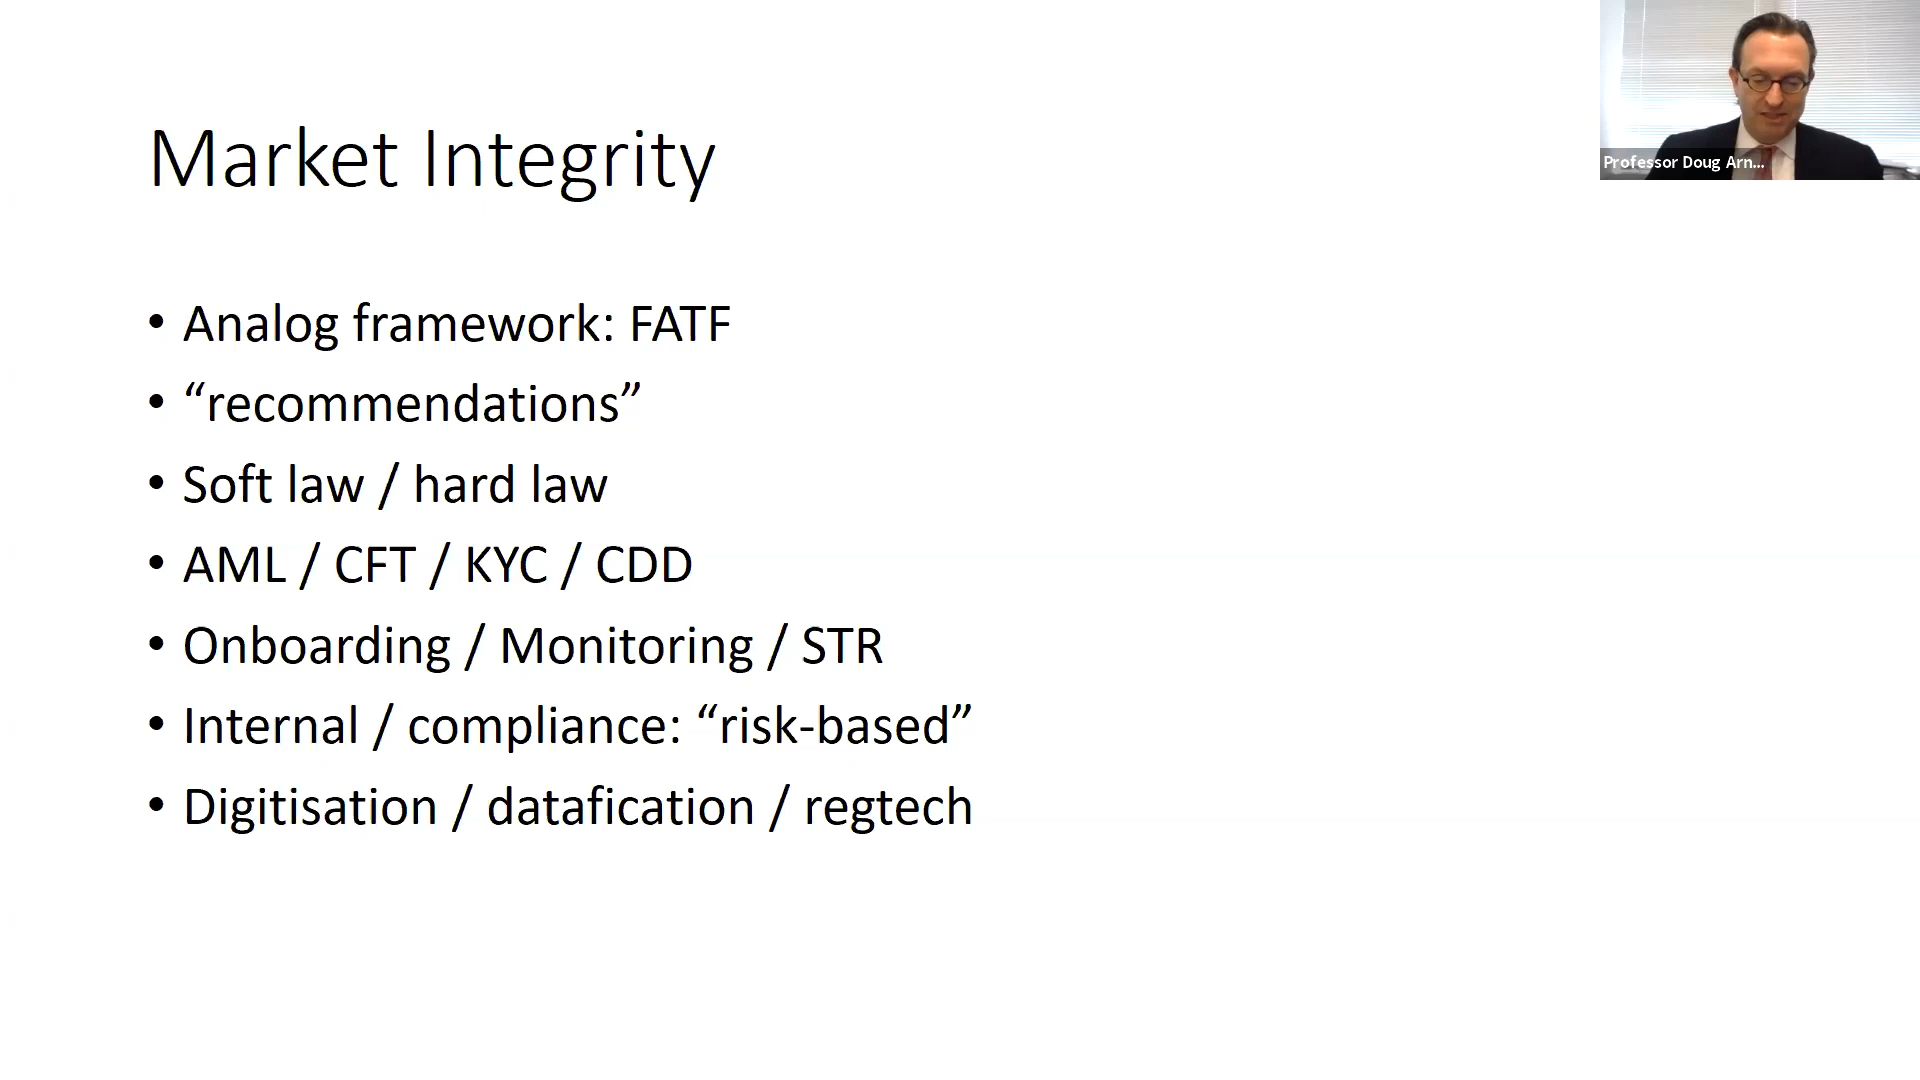 Market Integrity
• Analog framework: FATF
• “recommendations”
• Soft law / hard law
• AML / CFT / KYC / CDD
• Onboarding / Monitoring / STR
• Internal / compliance: “risk-based”
• Digitisation / datafication / regtech
Professor Doug Arn...